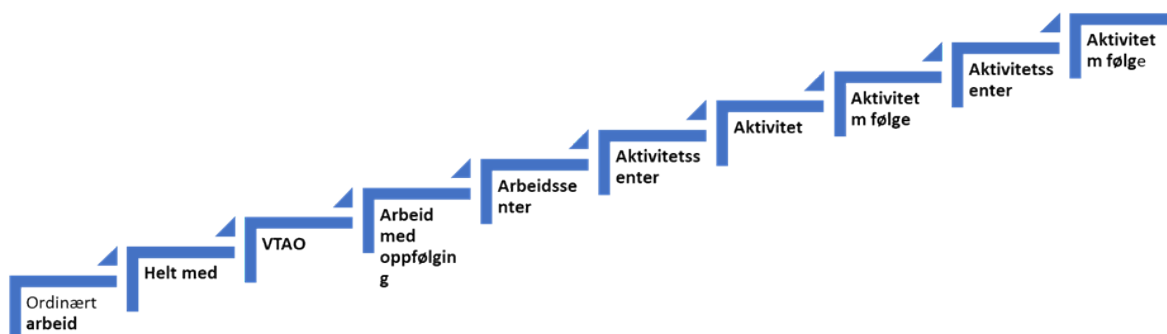 Ordinært
arbeid
Helt med
VTAO
Arbeid
med
oppfølgin
g
Arbeidsse
nter
Aktivitetss
enter
Aktivitet
Aktivitet
m følge
Aktivitetss
enter
Aktivitet
m følge